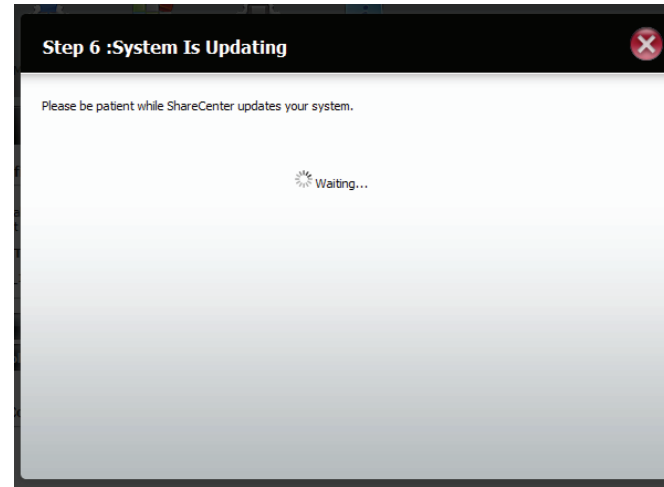 Step 6 :System Is Updating
Please be patient while ShareCenter updates your system.
Waiting...